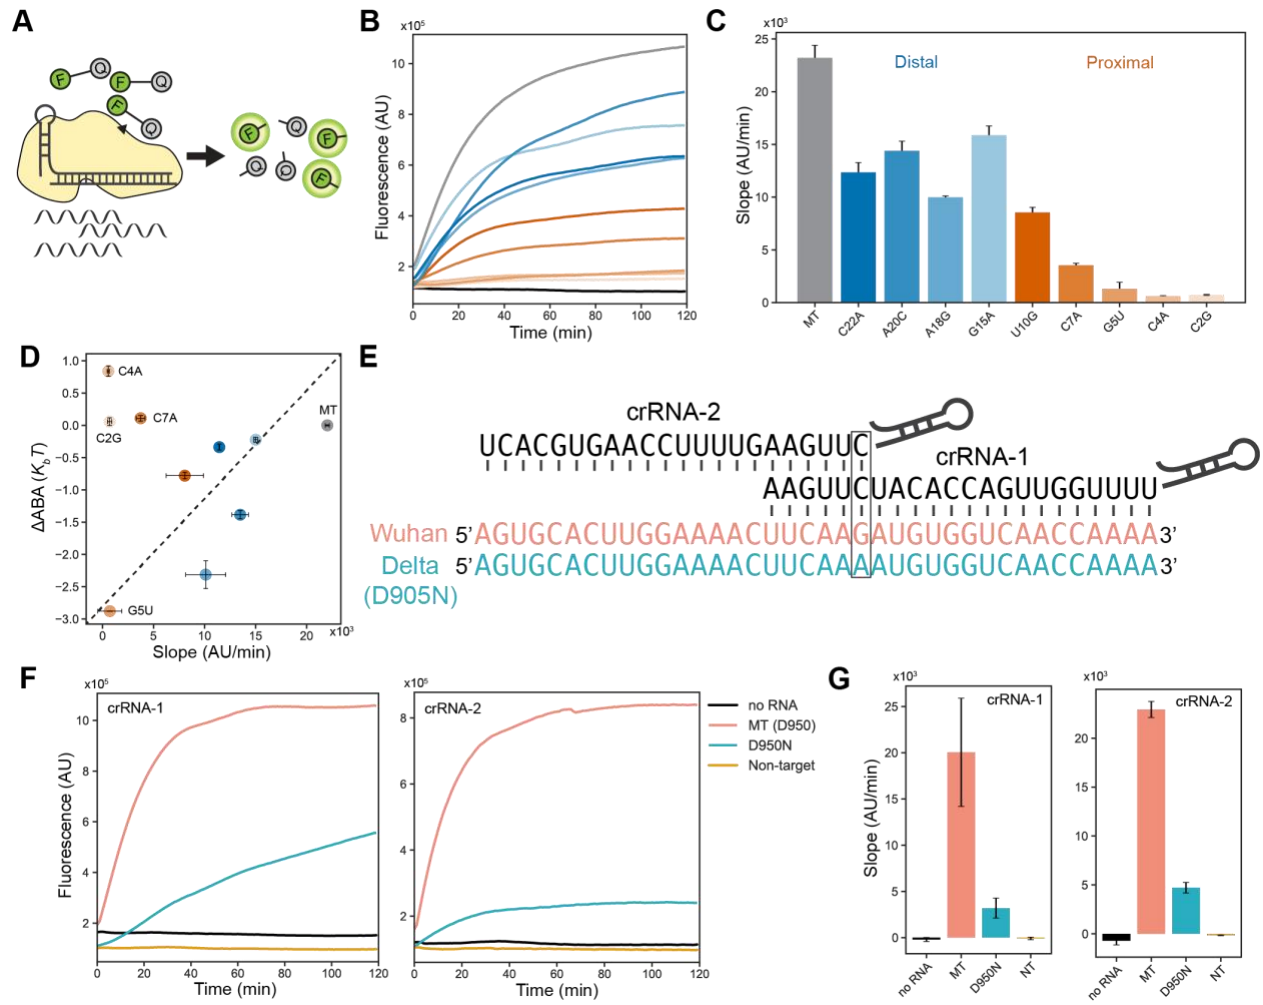 A
F
Q
F
Q
F
Q
F
Q
F
Q
Q
F
B
x10⁵
Fluorescence (AU)
10
8
6
4
2
0 20 40 60 80 100 120
Time (min)
C
x10³
Slope (AU/min)
25
20
15
10
5
0
Distal Proximal
MT C22A A20C A18G G15A U10G C7A G5U C4A C2G
D
ΔABA (KbT)
1.0
0.5
0.0
−0.5
−1.0
−1.5
−2.0
−2.5
−3.0
C4A
C7A
C2G
MT
G5U
0 5 10 15 20 x10³
Slope (AU/min)
E
crRNA-2
UCACGUGAACCUUUUGAAGUUC
crRNA-1
AAGUUCUACACCAGUUGGUUUU
Wuhan 5'AGUGCACUUGGAAAACUUCAAGAUGUGGUCAACCAAAA3'
Delta 5'AGUGCACUUGGAAAACUUCAAAAUGUGGUCAACCAAAA3'
(D905N)
F
x10⁵
crRNA-1
Fluorescence (AU)
10
8
6
4
2
0 20 40 60 80 100 120
Time (min)
x10⁵
crRNA-2
8
6
4
2
0 20 40 60 80 100 120
Time (min)
no RNA
MT (D950)
D950N
Non-target
G
x10³
crRNA-1
Slope (AU/min)
25
20
15
10
5
0
no RNA MT D950N NT
x10³
crRNA-2
20
15
10
5
0
no RNA MT D950N NT